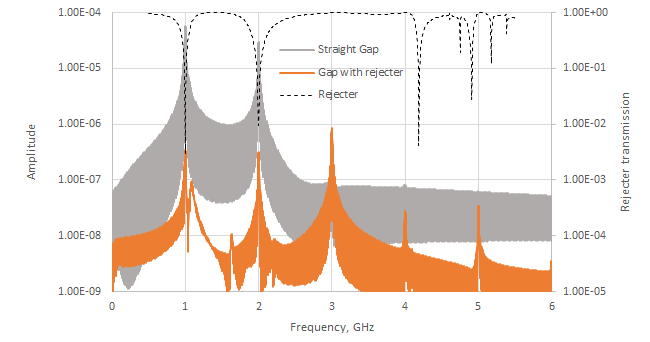 1.00E-04
1.00E-05
1.00E-06
1.00E-07
1.00E-08
1.00E-09
Amplitude
1.00E+00
1.00E-01
1.00E-02
1.00E-03
1.00E-04
1.00E-05
Rejecter transmission
Straight Gap
Gap with rejecter
Rejecter
0 1 2 3 4 5 6
Frequency, GHz